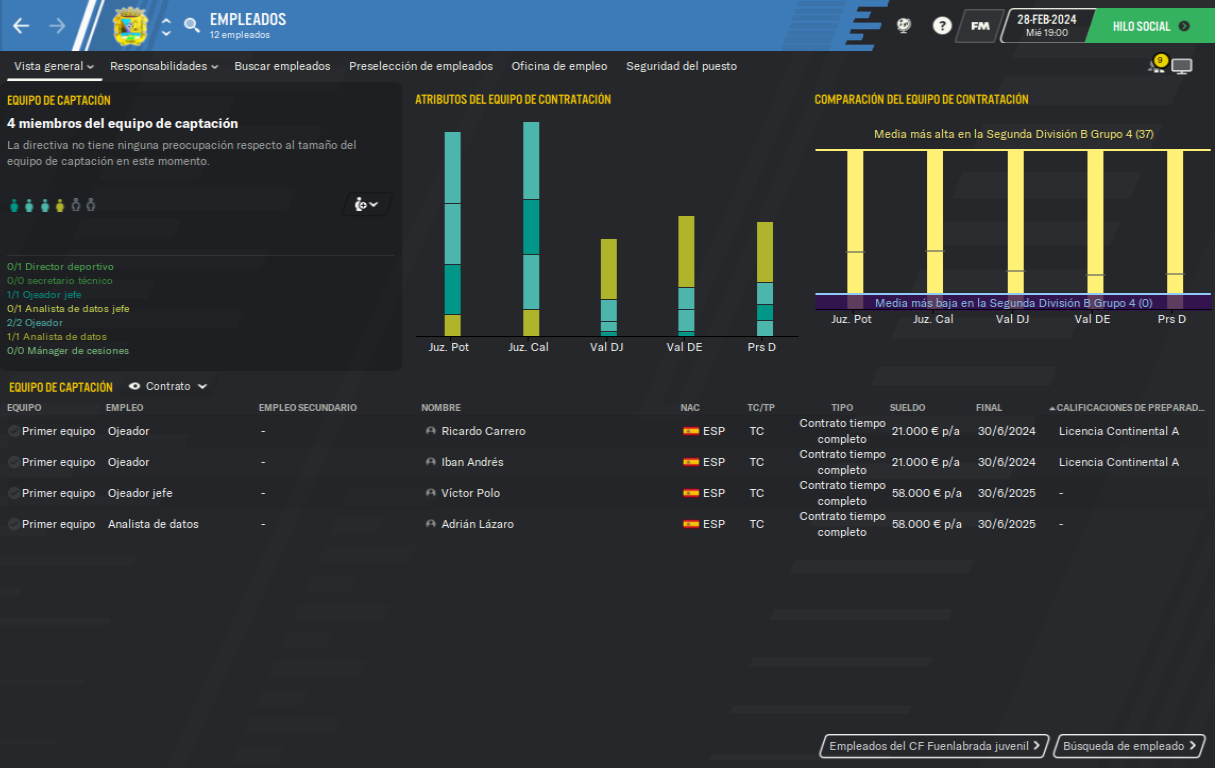 EMPLEADOS
12 empleados
?
FM
28-FEB-2024
Mié 19:00
HILO SOCIAL
Vista general
Responsabilidades
Buscar empleados
Preselección de empleados
Oficina de empleo
Seguridad del puesto
9
EQUIPO DE CAPTACIÓN
4 miembros del equipo de captación
La directiva no tiene ninguna preocupación respecto al tamaño del
equipo de captación en este momento.
0/1 Director deportivo
0/0 secretario técnico
1/1 Ojeador jefe
0/1 Analista de datos jefe
2/2 Ojeador
1/1 Analista de datos
0/0 Mánager de cesiones
ATRIBUTOS DEL EQUIPO DE CONTRATACIÓN
Juz. Pot
Juz. Cal
Val DJ
Val DE
Prs D
COMPARACIÓN DEL EQUIPO DE CONTRATACIÓN
Media más alta en la Segunda División B Grupo 4 (37)
Media más baja en la Segunda División B Grupo 4 (0)
Juz. Pot
Juz. Cal
Val DJ
Val DE
Prs D
EQUIPO DE CAPTACIÓN
Contrato
EQUIPO EMPLEO EMPLEO SECUNDARIO NOMBRE NAC TC/TP TIPO SUELDO FINAL CALIFICACIONES DE PREPARAD...
Primer equipo Ojeador - Ricardo Carrero ESP TC Contrato tiempo completo 21.000 € p/a 30/6/2024 Licencia Continental A
Primer equipo Ojeador - Iban Andrés ESP TC Contrato tiempo completo 21.000 € p/a 30/6/2024 Licencia Continental A
Primer equipo Ojeador jefe - Víctor Polo ESP TC Contrato tiempo completo 58.000 € p/a 30/6/2025 -
Primer equipo Analista de datos - Adrián Lázaro ESP TC Contrato tiempo completo 58.000 € p/a 30/6/2025 -
Empleados del CF Fuenlabrada juvenil
Búsqueda de empleado